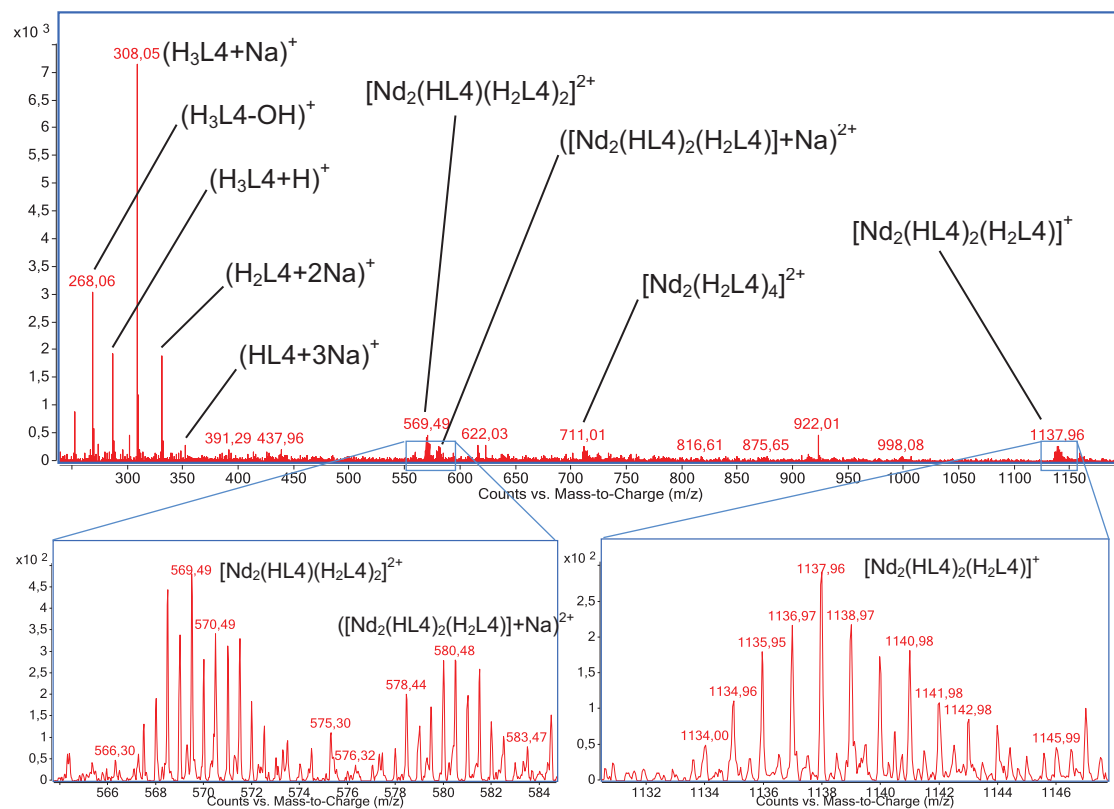 x10 3
7
6,5
6
5,5
5
4,5
4
3,5
3
2,5
2
1,5
1
0,5
0
308,05
(H3L4+Na)+
(H3L4-OH)+
268,06
(H3L4+H)+
(H2L4+2Na)+
(HL4+3Na)+
[Nd2(HL4)(H2L4)2]2+
([Nd2(HL4)2(H2L4)]+Na)2+
[Nd2(H2L4)4]2+
[Nd2(HL4)2(H2L4)]+
391,29
437,96
569,49
622,03
711,01
816,61
875,65
922,01
998,08
1137,96
300 350 400 450 500 550 600 650 700 750 800 850 900 950 1000 1050 1100 1150
Counts vs. Mass-to-Charge (m/z)
x10 2
4,5
4
3,5
3
2,5
2
1,5
1
0,5
0
569,49
[Nd2(HL4)(H2L4)2]2+
570,49
([Nd2(HL4)2(H2L4)]+Na)2+
580,48
578,44
575,30
576,32
566,30
583,47
566 568 570 572 574 576 578 580 582 584
Counts vs. Mass-to-Charge (m/z)
x10 2
2,5
2
1,5
1
0,5
0
1137,96
[Nd2(HL4)2(H2L4)]+
1136,97
1138,97
1135,95
1140,98
1134,96
1141,98
1142,98
1134,00
1145,99
1132 1134 1136 1138 1140 1142 1144 1146
Counts vs. Mass-to-Charge (m/z)